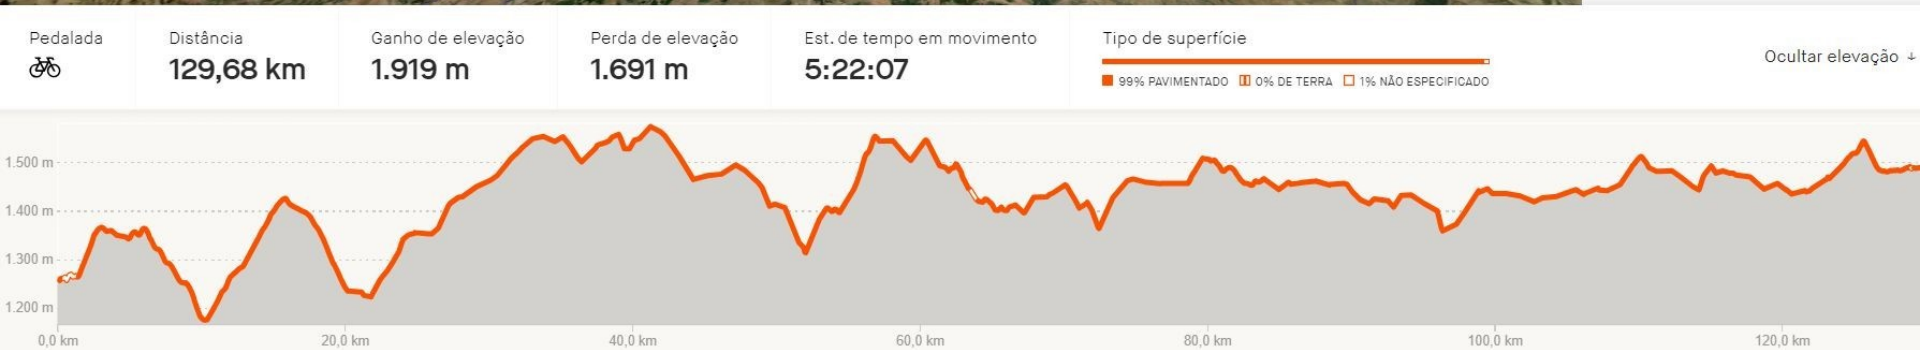 Pedalada
Distância
129,68 km
Ganho de elevação
1.919 m
Perda de elevação
1.691 m
Est. de tempo em movimento
5:22:07
Tipo de superfície
99% PAVIMENTADO 0% DE TERRA 1% NÃO ESPECIFICADO
Ocultar elevação ↓
1.500 m
1.400 m
1.300 m
1.200 m
0,0 km 20,0 km 40,0 km 60,0 km 80,0 km 100,0 km 120,0 km